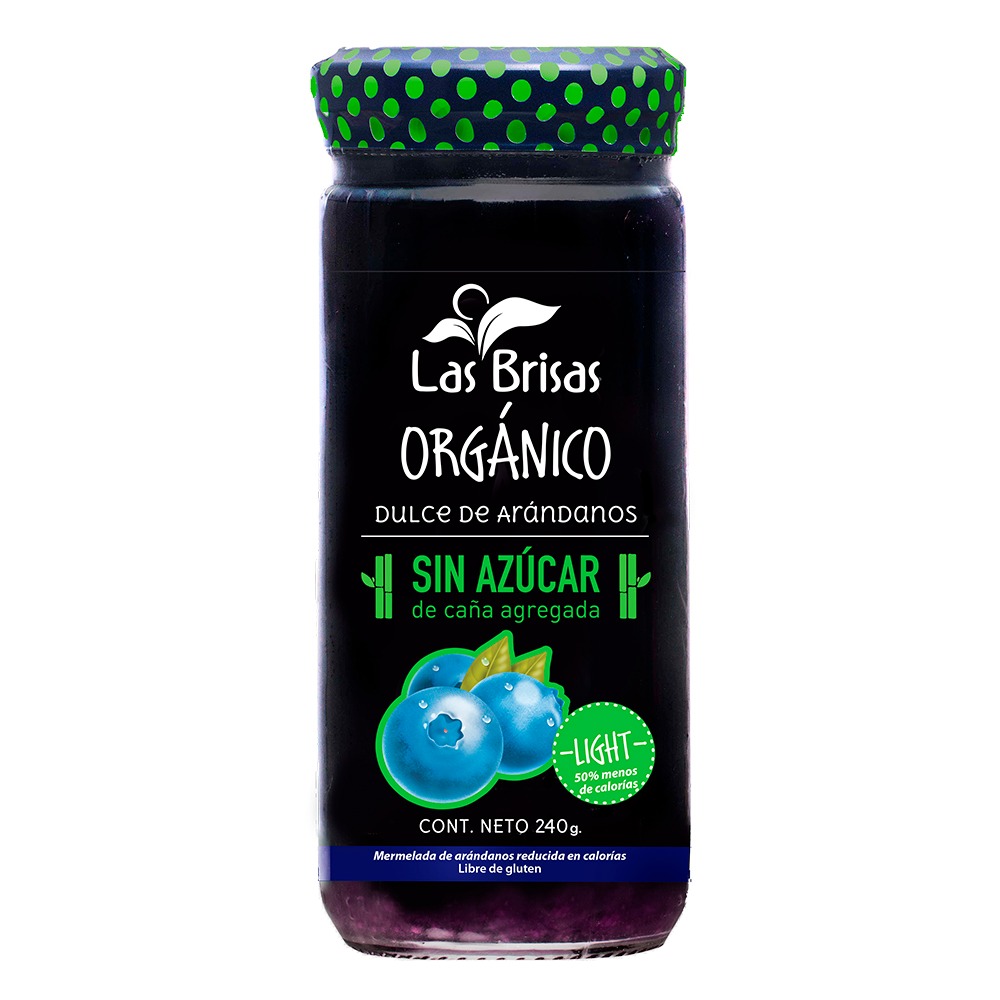 Las Brisas
ORGÁNICO
DULCE DE ARÁNDANOS
SIN AZÚCAR
de caña agregada
-LIGHT-
50% menos
de calorías
CONT. NETO 240g.
Mermelada de arándanos reducida en calorías
Libre de gluten